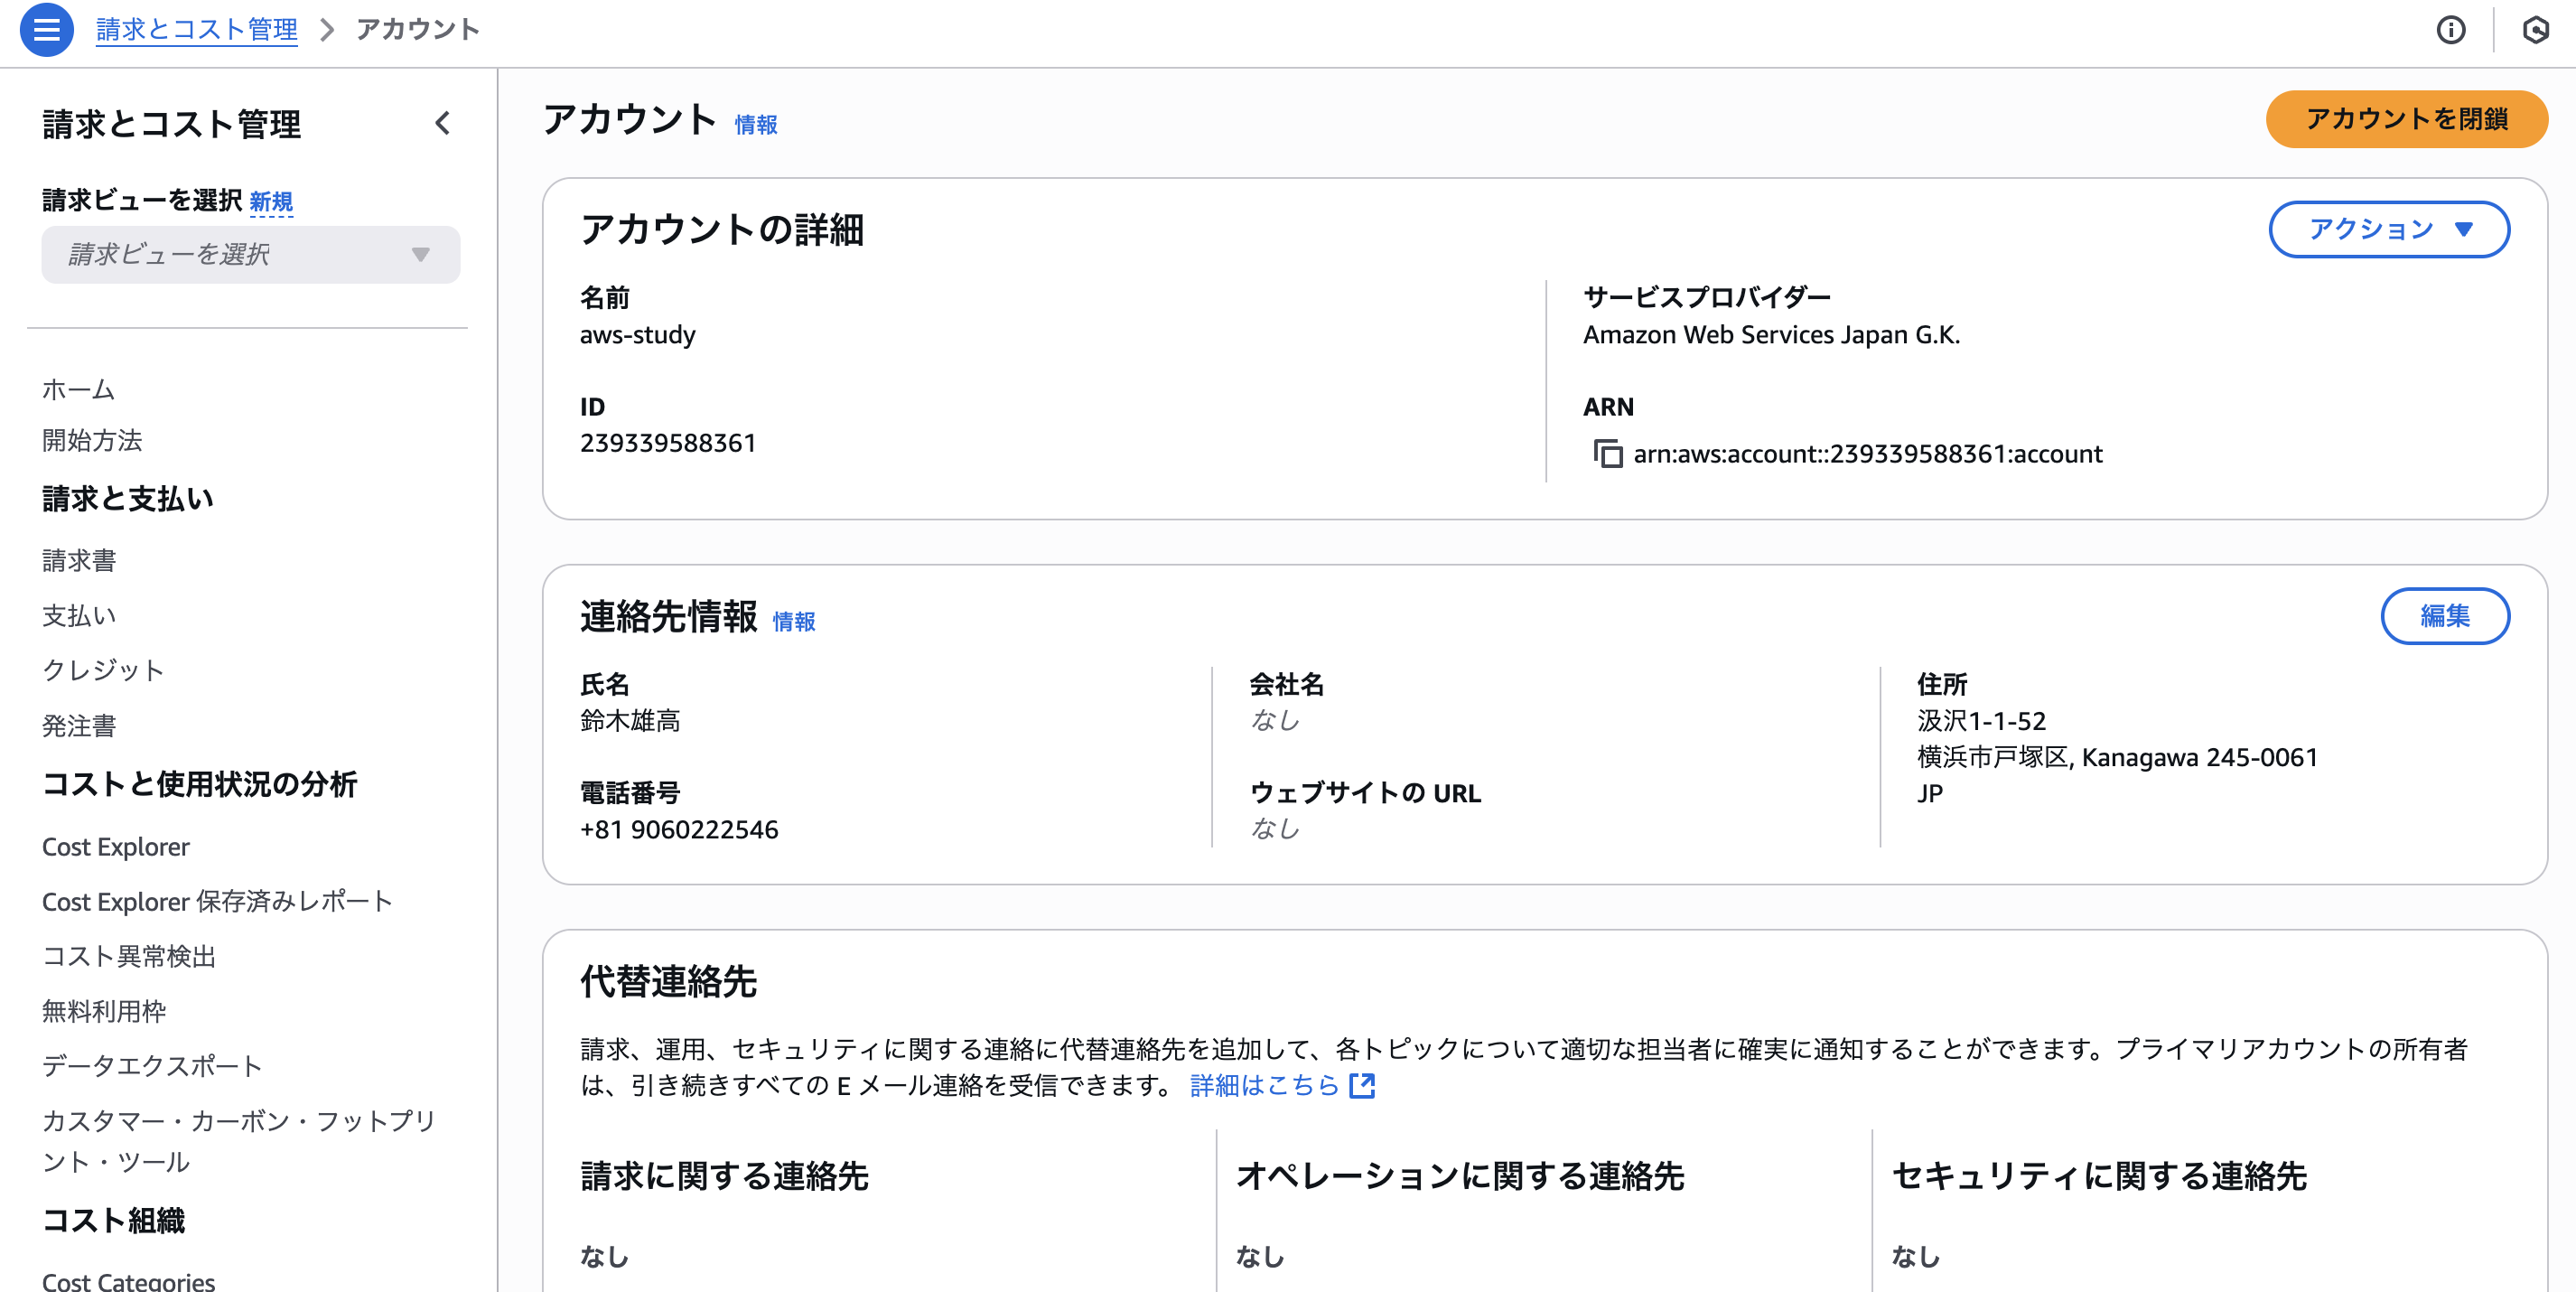 請求とコスト管理 > アカウント
請求とコスト管理
請求ビューを選択 新規
請求ビューを選択
ホーム
開始方法
請求と支払い
請求書
支払い
クレジット
発注書
コストと使用状況の分析
Cost Explorer
Cost Explorer 保存済みレポート
コスト異常検出
無料利用枠
データエクスポート
カスタマー・カーボン・フットプリ
ント・ツール
コスト組織
Cost Categories
アカウント 情報
アカウントを閉鎖
アカウントの詳細
アクション
名前
aws-study
サービスプロバイダー
Amazon Web Services Japan G.K.
ID
239339588361
ARN
arn:aws:account::239339588361:account
連絡先情報 情報
編集
氏名
鈴木雄高
会社名
なし
住所
汲沢1-1-52
横浜市戸塚区, Kanagawa 245-0061
JP
電話番号
+81 9060222546
ウェブサイトの URL
なし
代替連絡先
請求、運用、セキュリティに関する連絡に代替連絡先を追加して、各トピックについて適切な担当者に確実に通知することができます。プライマリアカウントの所有者
は、引き続きすべての E メール連絡を受信できます。 詳細はこちら
請求に関する連絡先
なし
オペレーションに関する連絡先
なし
セキュリティに関する連絡先
なし